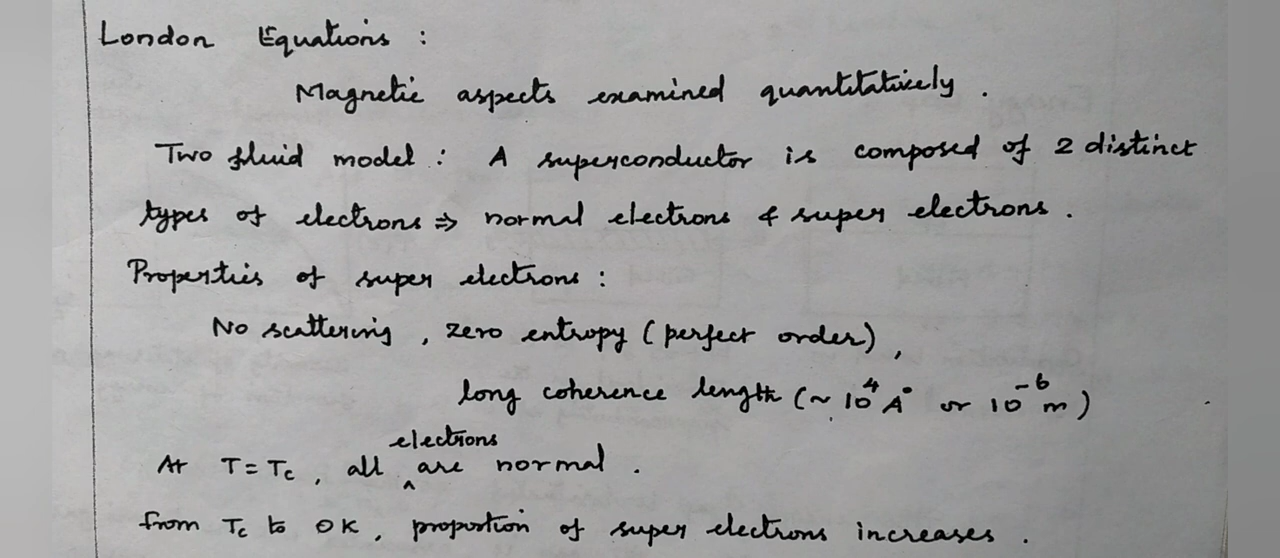 London Equations :
Magnetic aspects examined quantitatively .
Two fluid model : A superconductor is composed of 2 distinct
types of electrons ⇒ normal electrons & super electrons .
Properties of super electrons :
No scattering , zero entropy ( perfect order) ,
long coherence length (~ 10⁴ A° or 10⁻⁶ m )
electrons
At T = Tc , all ^ are normal .
from Tc to 0K , proportion of super electrons increases .